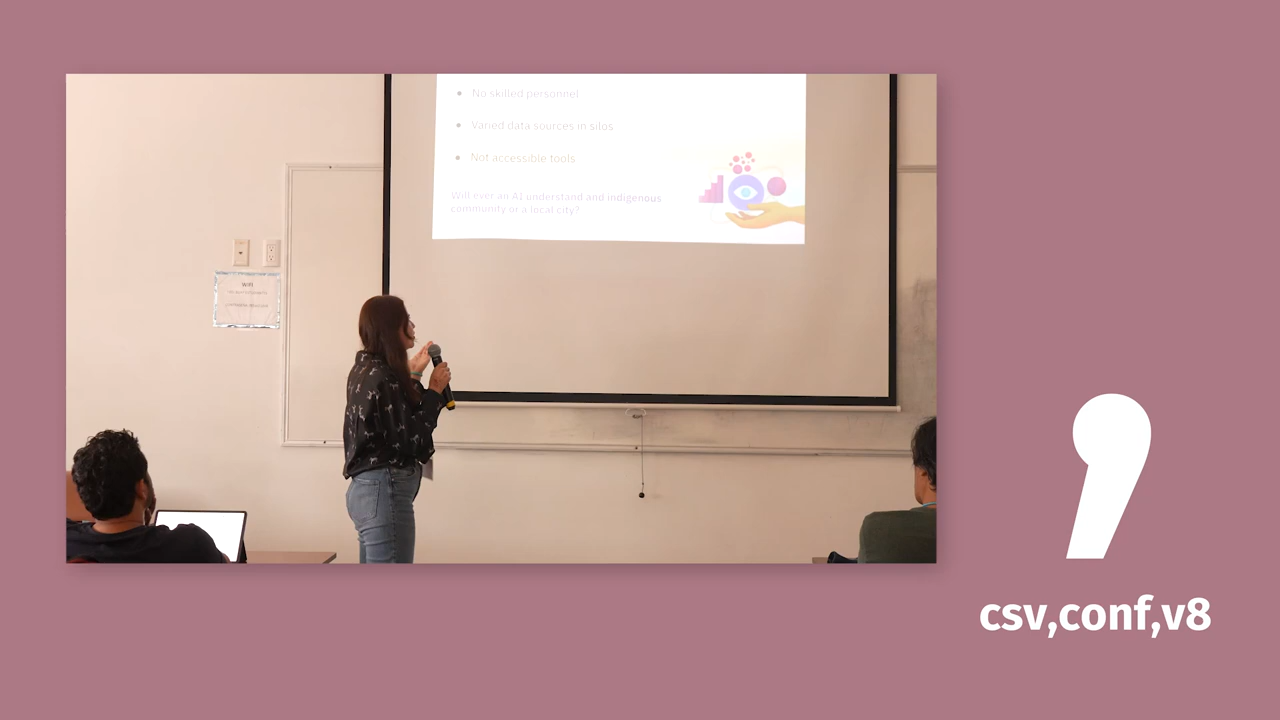 No skilled personnel
Varied data sources in silos
Not accessible tools
Will ever an AI understand and indigenous
community or a local city?
Wifi
csv,conf,v8